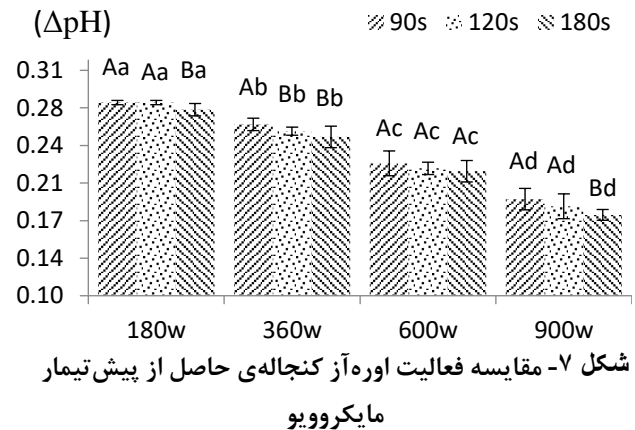 (ΔpH)
90s 120s 180s
0.31
0.28
0.24
0.21
0.17
0.14
0.10
Aa Aa Ba
Ab Bb Bb
Ac Ac Ac
Ad Ad Bd
180w 360w 600w 900w
شکل ۷- مقایسه فعالیت اوره‌آز کنجاله‌ی حاصل از پیش‌تیمار
مایکروویو